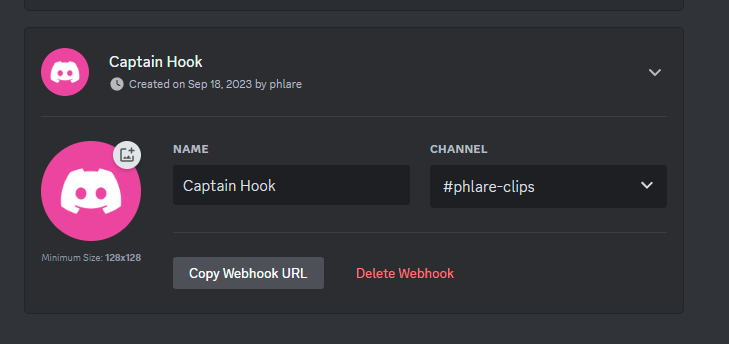 Captain Hook
Created on Sep 18, 2023 by phlare
NAME
CHANNEL
Captain Hook
#phlare-clips
Minimum Size: 128x128
Copy Webhook URL
Delete Webhook